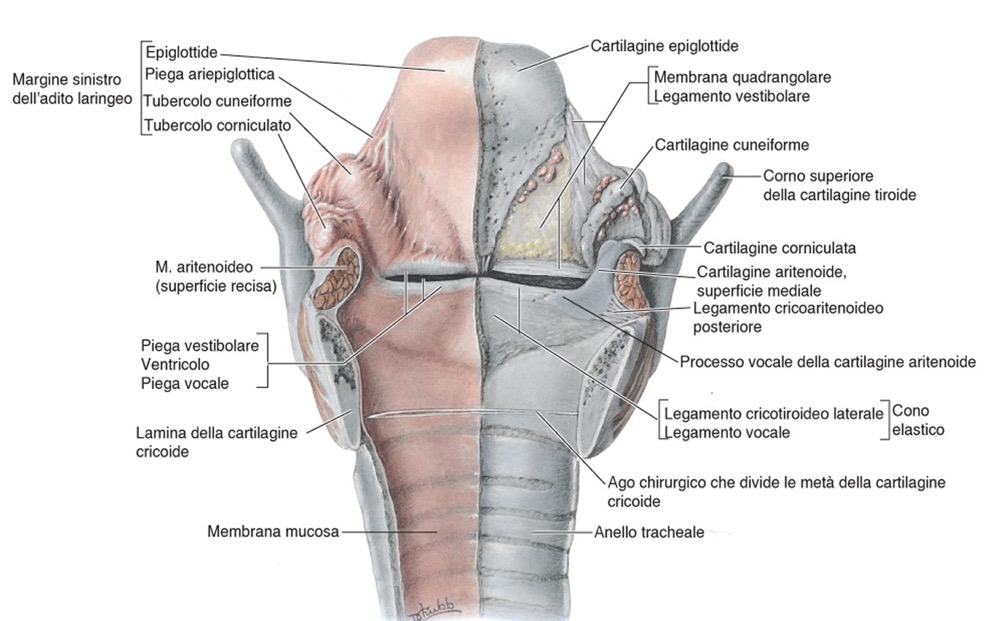 Margine sinistro
dell'adito laringeo
Epiglottide
Piega ariepiglottica
Tubercolo cuneiforme
Tubercolo corniculato
M. aritenoideo
(superficie recisa)
Piega vestibolare
Ventricolo
Piega vocale
Lamina della cartilagine
cricoide
Membrana mucosa
Cartilagine epiglottide
Membrana quadrangolare
Legamento vestibolare
Cartilagine cuneiforme
Corno superiore
della cartilagine tiroide
Cartilagine corniculata
Cartilagine aritenoide,
superficie mediale
Legamento cricoaritenoideo
posteriore
Processo vocale della cartilagine aritenoide
Legamento cricotiroideo laterale
Legamento vocale
Cono
elastico
Ago chirurgico che divide le metà della cartilagine
cricoide
Anello tracheale